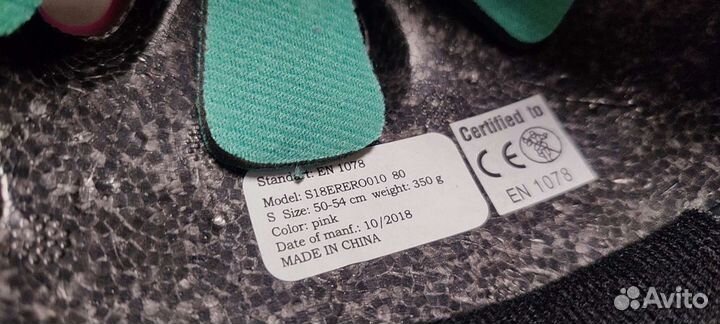 Standart: EN 1078
Model: S18ERERO010 80
S Size: 50-54 cm weight: 350 g
Color: pink
Date of manf.: 10/2018
MADE IN CHINA
Certified to
CE
EN 1078
Avito